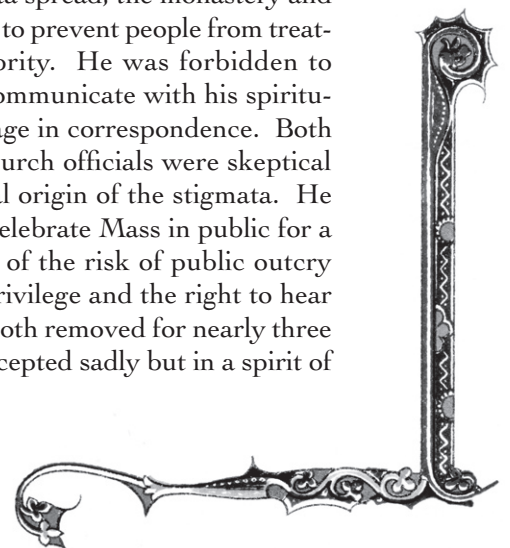 spread, the monastery and
to prevent people from treat-
ority. He was forbidden to
ommunicate with his spiritu-
age in correspondence. Both
urch officials were skeptical
l origin of the stigmata. He
elebrate Mass in public for a
of the risk of public outcry
rivilege and the right to hear
oth removed for nearly three
cepted sadly but in a spirit of